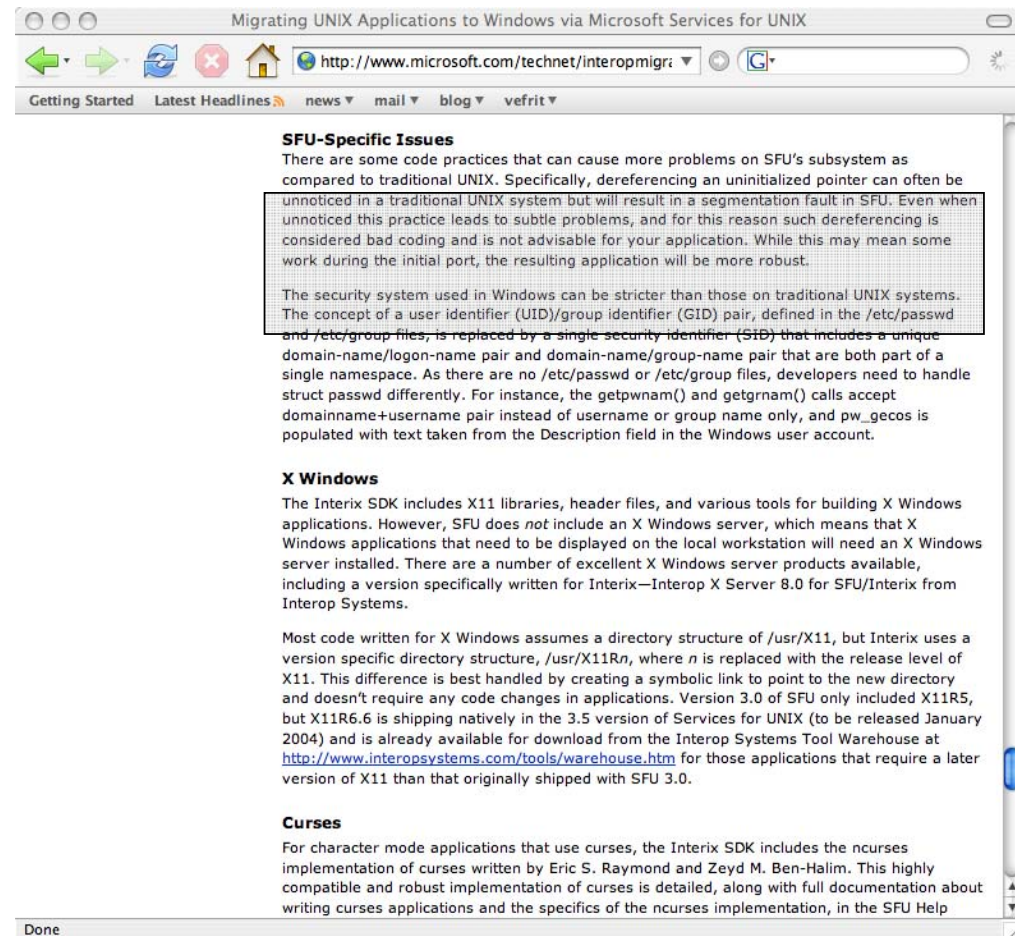 Migrating UNIX Applications to Windows via Microsoft Services for UNIX
http://www.microsoft.com/technet/interopmigra
G
Getting Started Latest Headlines news mail blog vefrit
SFU-Specific Issues
There are some code practices that can cause more problems on SFU's subsystem as
compared to traditional UNIX. Specifically, dereferencing an uninitialized pointer can often be
unnoticed in a traditional UNIX system but will result in a segmentation fault in SFU. Even when
unnoticed this practice leads to subtle problems, and for this reason such dereferencing is
considered bad coding and is not advisable for your application. While this may mean some
work during the initial port, the resulting application will be more robust.
The security system used in Windows can be stricter than those on traditional UNIX systems.
The concept of a user identifier (UID)/group identifier (GID) pair, defined in the /etc/passwd
and /etc/group files, is replaced by a single security identifier (SID) that includes a unique
domain-name/logon-name pair and domain-name/group-name pair that are both part of a
single namespace. As there are no /etc/passwd or /etc/group files, developers need to handle
struct passwd differently. For instance, the getpwnam() and getgrnam() calls accept
domainname+username pair instead of username or group name only, and pw_gecos is
populated with text taken from the Description field in the Windows user account.
X Windows
The Interix SDK includes X11 libraries, header files, and various tools for building X Windows
applications. However, SFU does not include an X Windows server, which means that X
Windows applications that need to be displayed on the local workstation will need an X Windows
server installed. There are a number of excellent X Windows server products available,
including a version specifically written for Interix—Interop X Server 8.0 for SFU/Interix from
Interop Systems.
Most code written for X Windows assumes a directory structure of /usr/X11, but Interix uses a
version specific directory structure, /usr/X11Rn, where n is replaced with the release level of
X11. This difference is best handled by creating a symbolic link to point to the new directory
and doesn't require any code changes in applications. Version 3.0 of SFU only included X11R5,
but X11R6.6 is shipping natively in the 3.5 version of Services for UNIX (to be released January
2004) and is already available for download from the Interop Systems Tool Warehouse at
http://www.interopsystems.com/tools/warehouse.htm for those applications that require a later
version of X11 than that originally shipped with SFU 3.0.
Curses
For character mode applications that use curses, the Interix SDK includes the ncurses
implementation of curses written by Eric S. Raymond and Zeyd M. Ben-Halim. This highly
compatible and robust implementation of curses is detailed, along with full documentation about
writing curses applications and the specifics of the ncurses implementation, in the SFU Help
Done